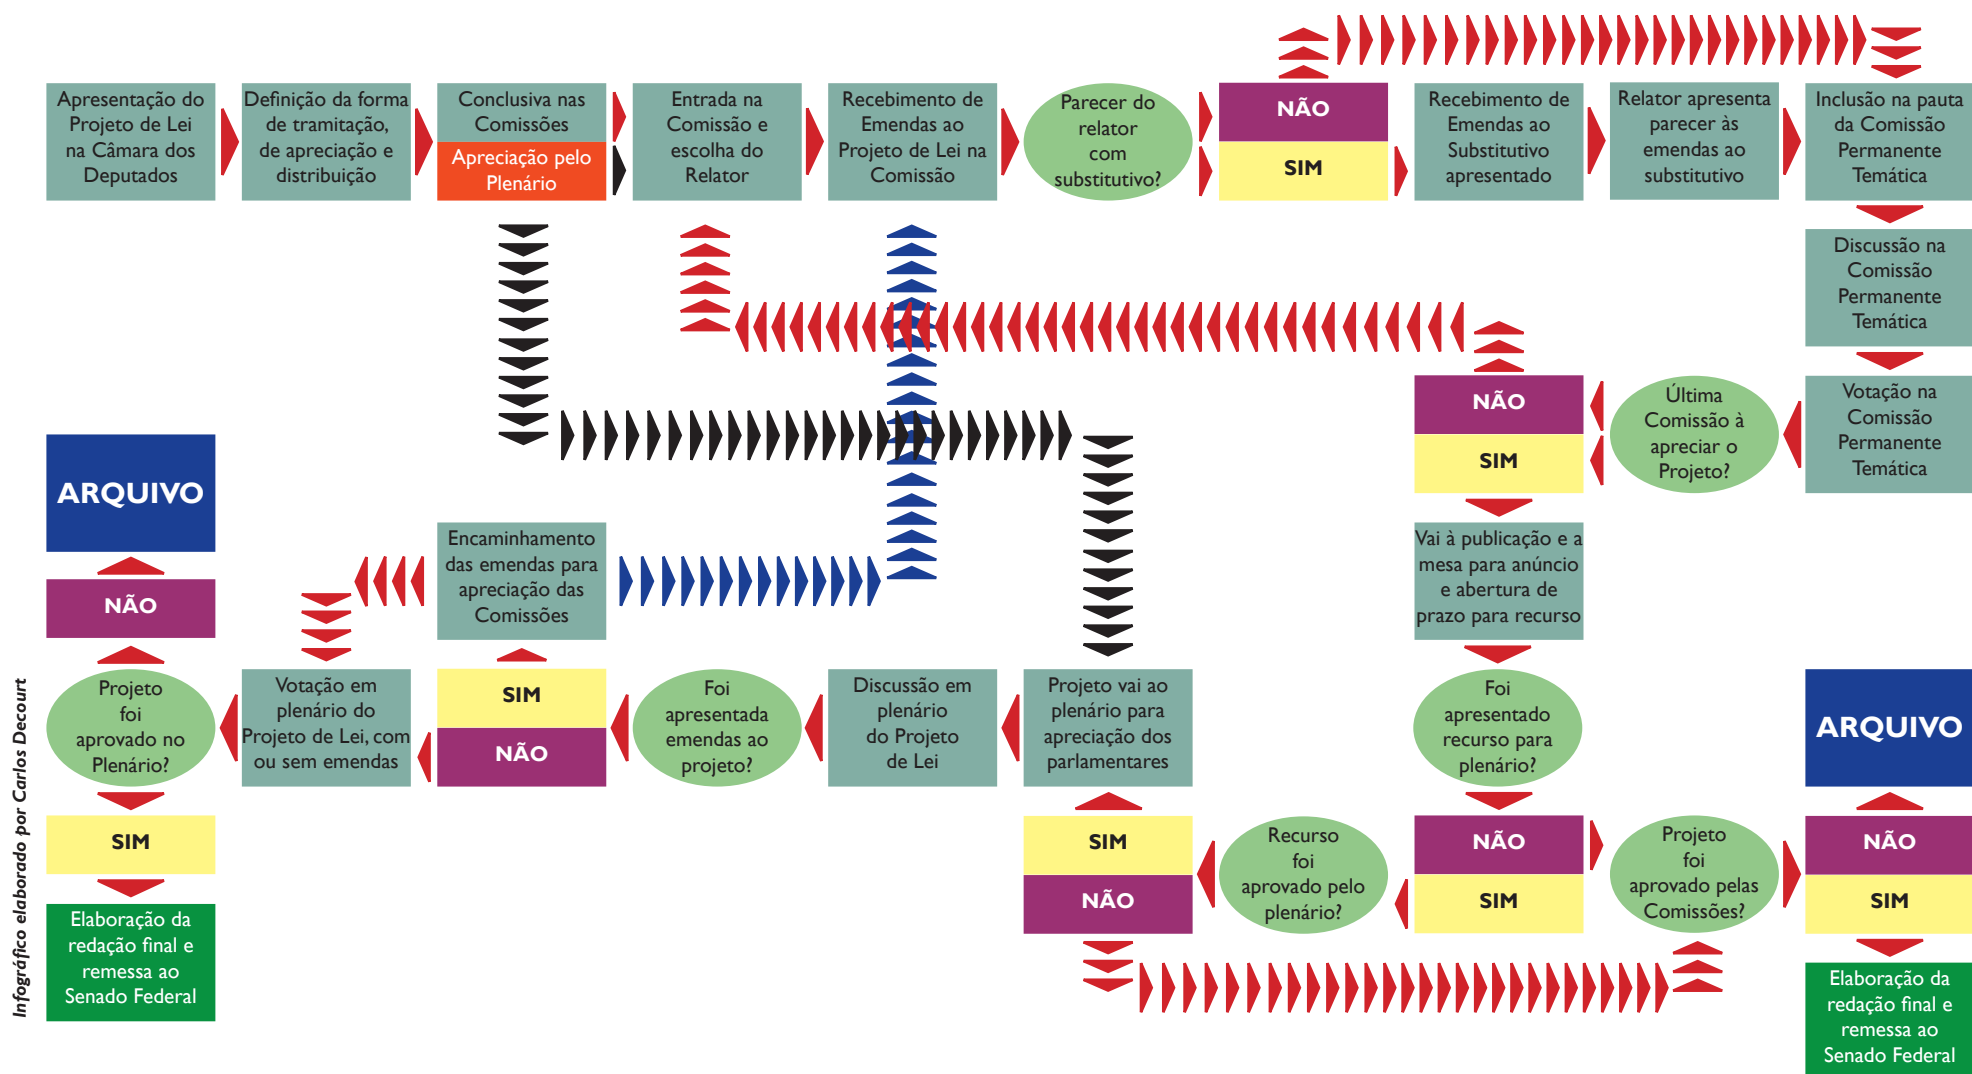 Apresentação do
Projeto de Lei
na Câmara dos
Deputados
Definição da forma
de tramitação,
de apreciação e
distribuição
Conclusiva nas
Comissões
Apreciação pelo
Plenário
Entrada na
Comissão e
escolha do
Relator
Recebimento de
Emendas ao
Projeto de Lei na
Comissão
Parecer do
relator
com
substitutivo?
NÃO
SIM
Recebimento de
Emendas ao
Substitutivo
apresentado
Relator apresenta
parecer às
emendas ao
substitutivo
Inclusão na pauta
da Comissão
Permanente
Temática
Discussão na
Comissão
Permanente
Temática
Votação na
Comissão
Permanente
Temática
Última
Comissão à
apreciar o
Projeto?
NÃO
SIM
Vai à publicação e a
mesa para anúncio
e abertura de
prazo para recurso
Foi
apresentado
recurso para
plenário?
NÃO
SIM
Projeto
foi
aprovado pelas
Comissões?
ARQUIVO
NÃO
SIM
Elaboração da
redação final e
remessa ao
Senado Federal
Recurso
foi
aprovado pelo
plenário?
SIM
NÃO
Projeto vai ao
plenário para
apreciação dos
parlamentares
Discussão em
plenário
do Projeto
de Lei
Foi
apresentada
emendas ao
projeto?
SIM
NÃO
Encaminhamento
das emendas para
apreciação das
Comissões
Votação em
plenário do
Projeto de Lei, com
ou sem emendas
Projeto
foi
aprovado no
Plenário?
NÃO
ARQUIVO
SIM
Elaboração da
redação final e
remessa ao
Senado Federal
Infográfico elaborado por Carlos Decourt